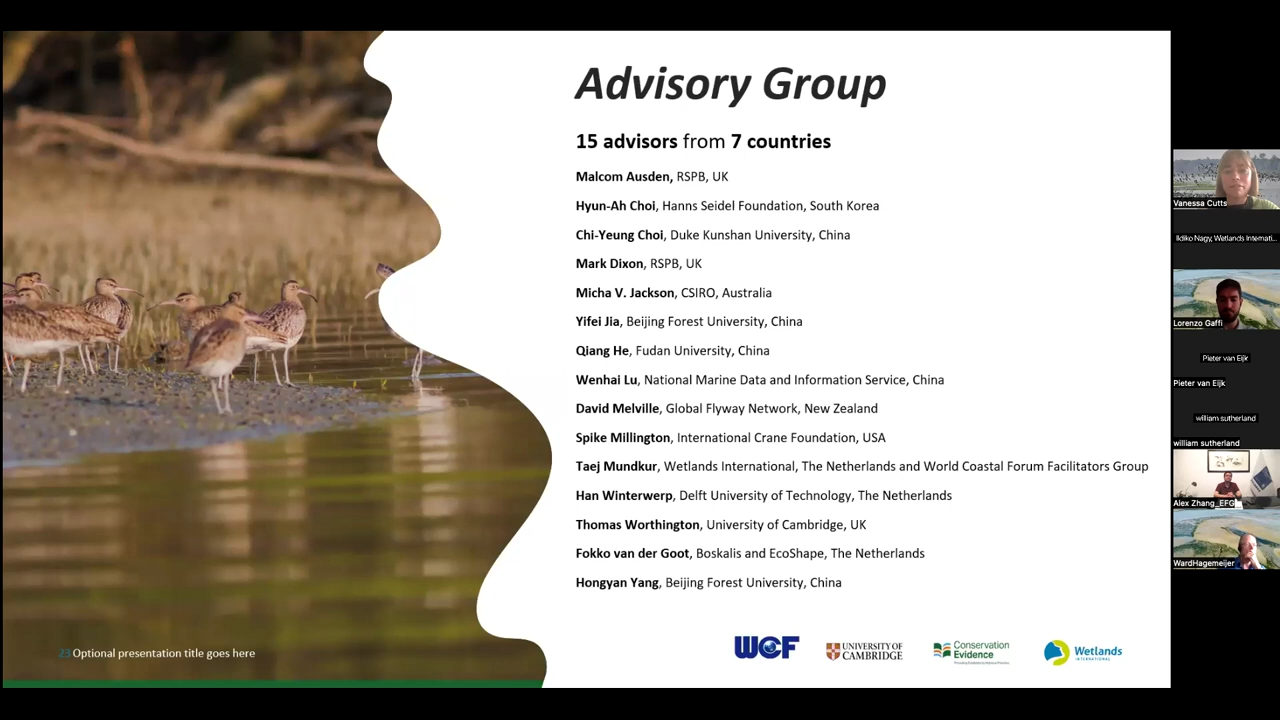 Advisory Group
15 advisors from 7 countries
Malcom Ausden, RSPB, UK
Hyun-Ah Choi, Hanns Seidel Foundation, South Korea
Chi-Yeung Choi, Duke Kunshan University, China
Mark Dixon, RSPB, UK
Micha V. Jackson, CSIRO, Australia
Yifei Jia, Beijing Forest University, China
Qiang He, Fudan University, China
Wenhai Lu, National Marine Data and Information Service, China
David Melville, Global Flyway Network, New Zealand
Spike Millington, International Crane Foundation, USA
Taej Mundkur, Wetlands International, The Netherlands and World Coastal Forum Facilitators Group
Han Winterwerp, Delft University of Technology, The Netherlands
Thomas Worthington, University of Cambridge, UK
Fokko van der Goot, Boskalis and EcoShape, The Netherlands
Hongyan Yang, Beijing Forest University, China
23 Optional presentation title goes here
WCF
UNIVERSITY OF
CAMBRIDGE
Conservation
Evidence
Wetlands
INTERNATIONAL
Vanessa Cutts
Ildiko Nagy, Wetlands Internati...
Lorenzo Gaffi
Pieter van Eijk
Pieter van Eijk
william sutherland
william sutherland
Alex Zhang_EFG
WardHagemeijer